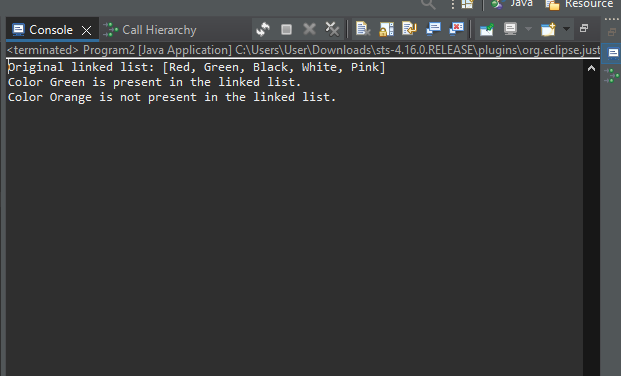 Java Resource
Console Call Hierarchy
<terminated> Program2 [Java Application] C:\Users\User\Downloads\sts-4.16.0.RELEASE\plugins\org.eclipse.just
Original linked list: [Red, Green, Black, White, Pink]
Color Green is present in the linked list.
Color Orange is not present in the linked list.